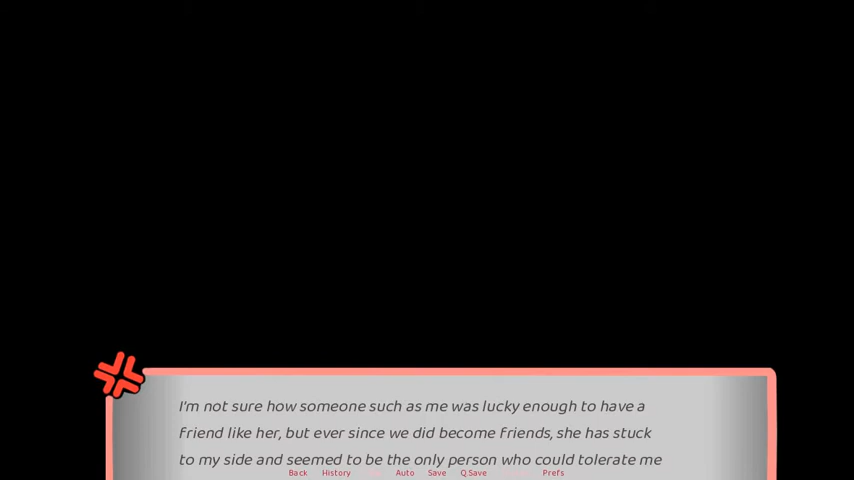 I'm not sure how someone such as me was lucky enough to have a
friend like her, but ever since we did become friends, she has stuck
to my side and seemed to be the only person who could tolerate me
Back History Auto Save Q.Save Prefs